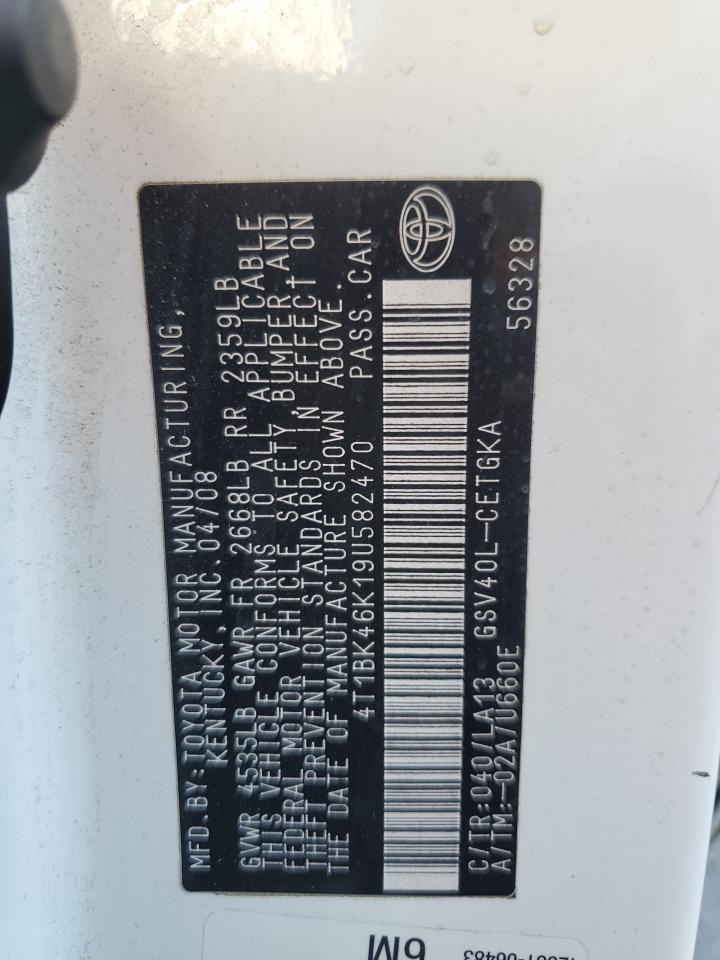 MFD.BY:TOYOTA MOTOR MANUFACTURING,
KENTUCKY, INC.04/08
GVWR 4535LB GAWR FR 2668LB RR 2359LB
THIS VEHICLE CONFORMS TO ALL APPLICABLE
FEDERAL MOTOR VEHICLE SAFETY, BUMPER, AND
THEFT PREVENTION STANDARDS IN EFFECT ON
THE DATE OF MANUFACTURE SHOWN ABOVE.
4T1BK46K19U582470 PASS.CAR
C/TR:040/LA13 GSV40L-CETGKA
A/TM:-02A/U660E 56328
6M